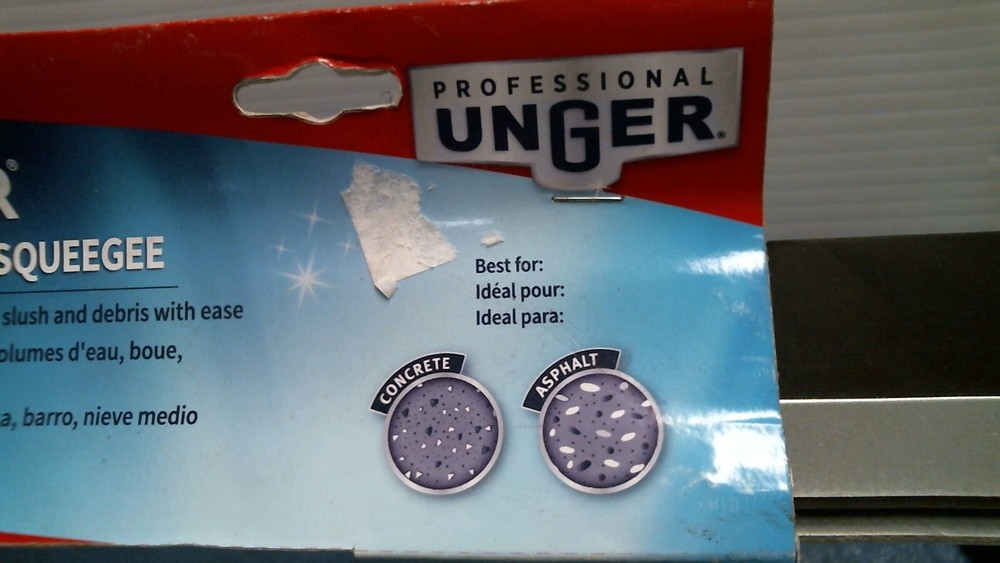 PROFESSIONAL
UNGER®
SQUEEGEE
slush and debris with ease
d'eau, boue,
barro, nieve medio
Best for:
Idéal pour:
Ideal para:
CONCRETE
ASPHALT